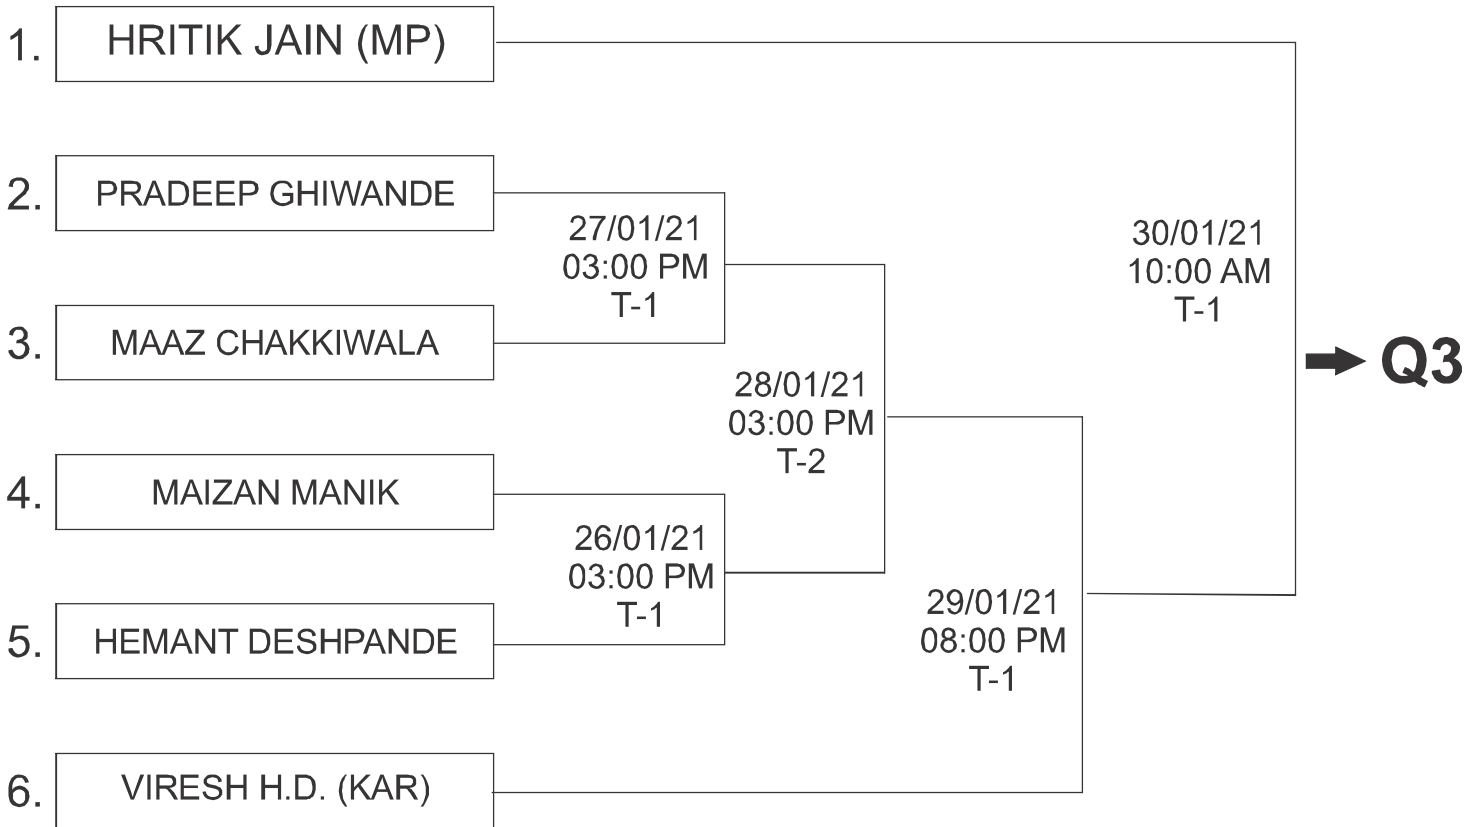 1. HRITIK JAIN (MP)
2. PRADEEP GHIWANDE
27/01/21
03:00 PM
T-1
3. MAAZ CHAKKIWALA
30/01/21
10:00 AM
T-1
Q3
28/01/21
03:00 PM
T-2
4. MAIZAN MANIK
26/01/21
03:00 PM
T-1
5. HEMANT DESHPANDE
29/01/21
08:00 PM
T-1
6. VIRESH H.D. (KAR)